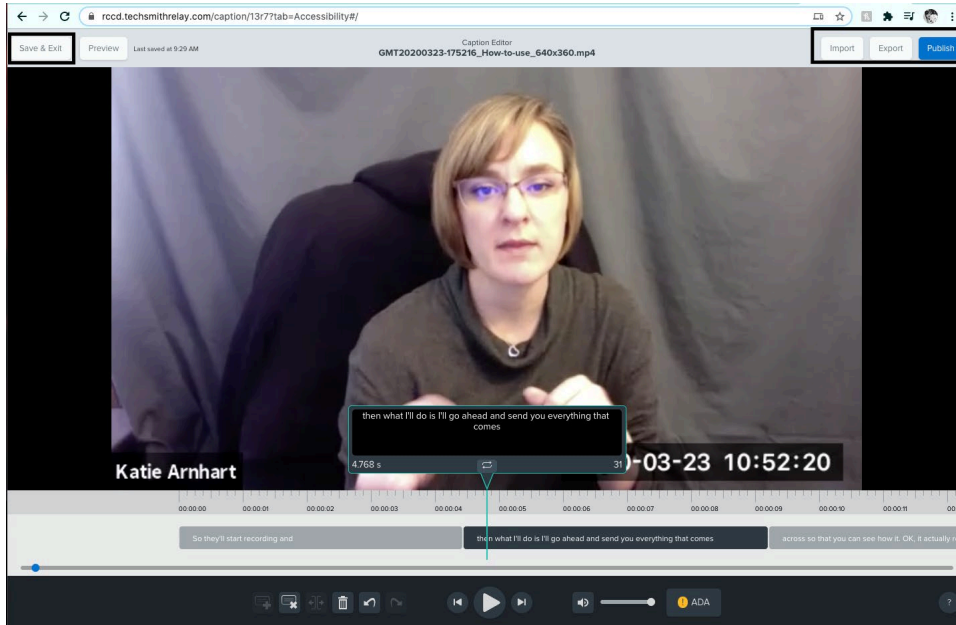 rccd.techsmithrelay.com/caption/13r7?tab=Accessibility#/
Save & Exit
Preview
Last saved at 9:29 AM
Caption Editor
GMT20200323-175216_How-to-use_640x360.mp4
Import
Export
Publish
then what I'll do is I'll go ahead and send you everything that
comes
4.768 s
31
Katie Arnhart
-03-23 10:52:20
00:00:00 00:00:01 00:00:02 00:00:03 00:00:04 00:00:05 00:00:06 00:00:07 00:00:08 00:00:09 00:00:10 00:00:11 00
So they'll start recording and
then what I'll do is I'll go ahead and send you everything that comes
across so that you can see how it. OK, it actually
! ADA
?